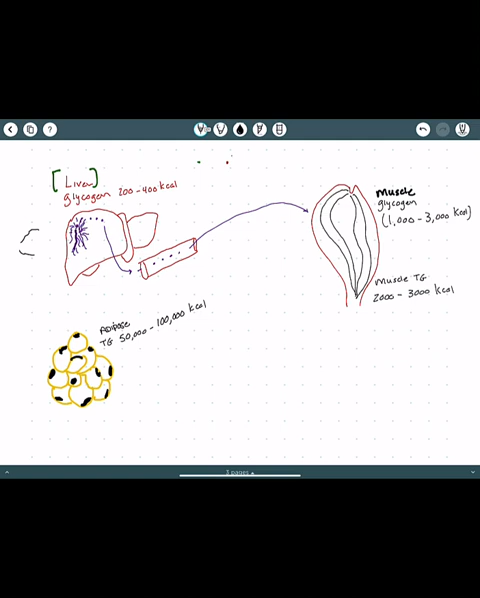 [Liver]
glycogen 200-400 kcal
Muscle
glycogen
(1,000-3,000 kcal)
Muscle TG
2000-3000 kcal
Adipose
TG 50,000-100,000 kcal
3 pages